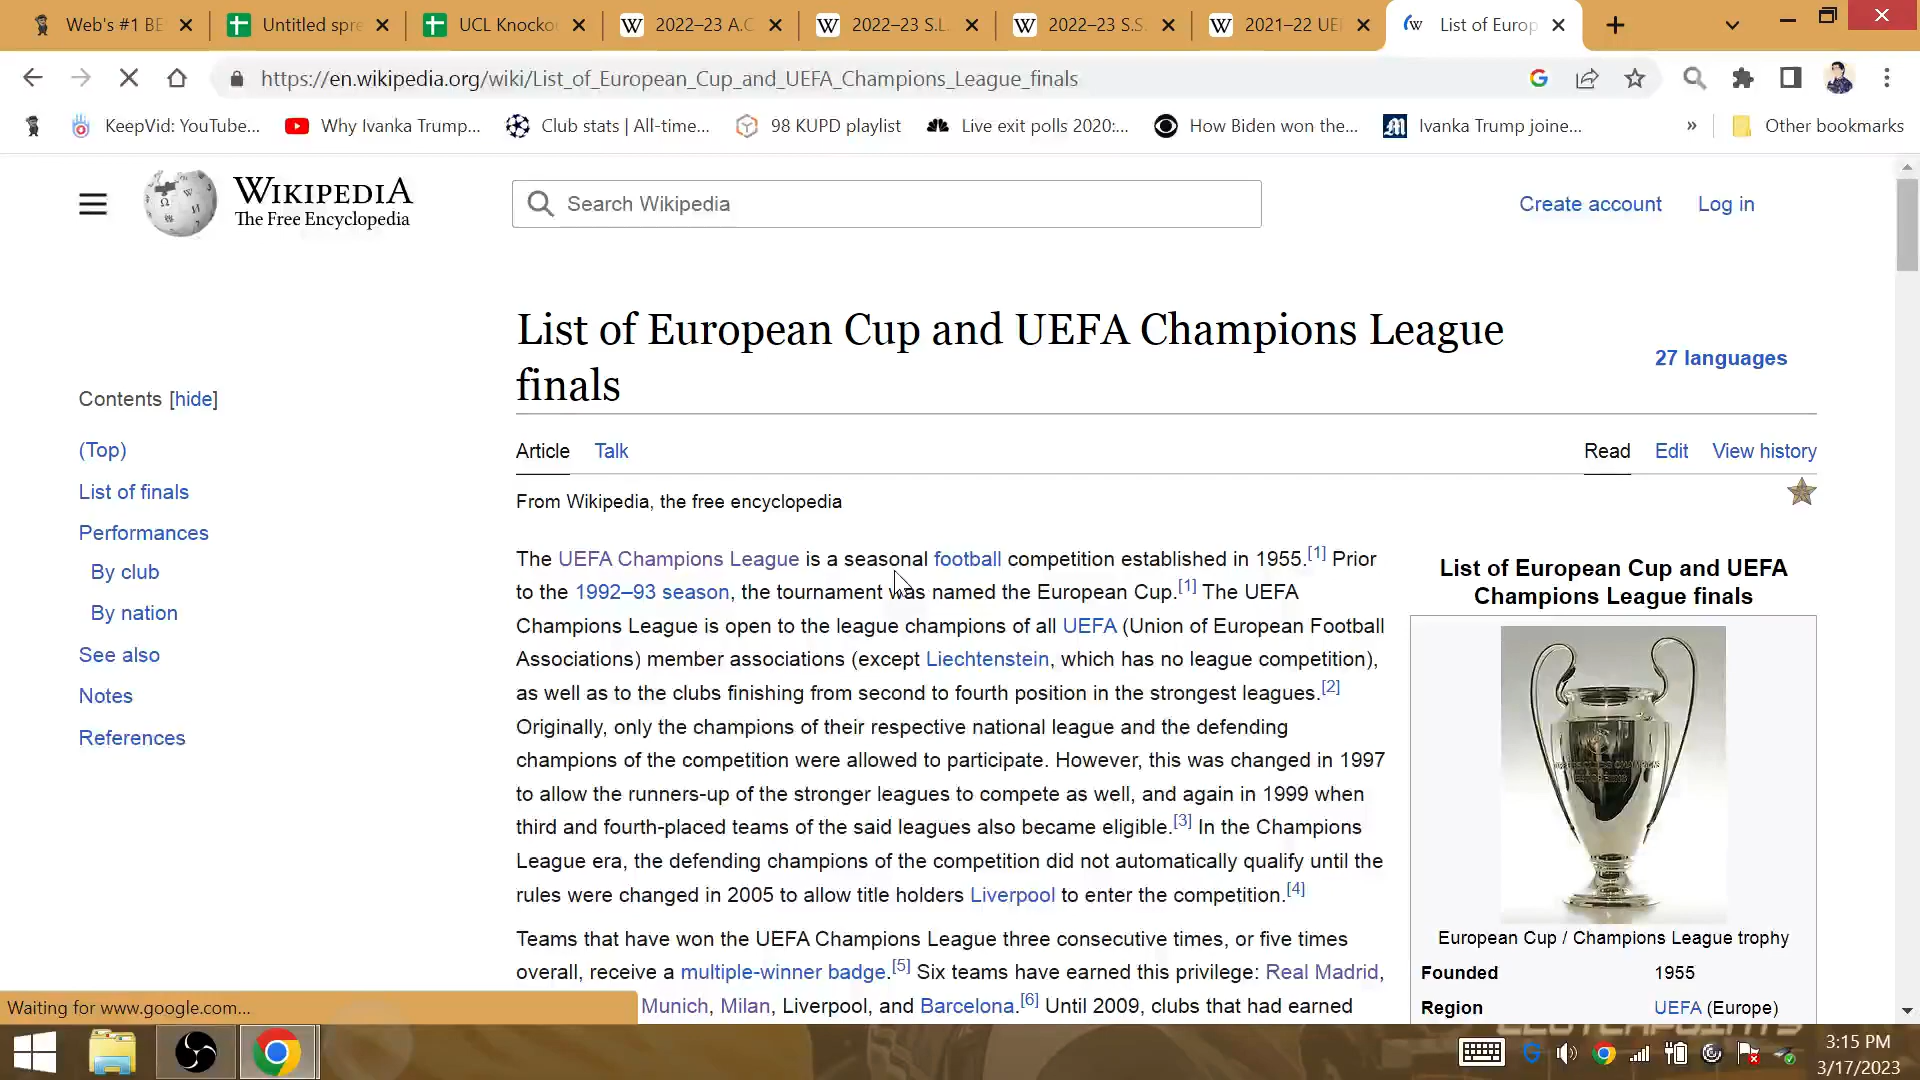 Web's #1 BE
Untitled spre
UCL Knocko
2022–23 A.C
2022–23 S.L.
2022–23 S.S.
2021–22 UE
List of Europ
https://en.wikipedia.org/wiki/List_of_European_Cup_and_UEFA_Champions_League_finals
KeepVid: YouTube...
Why Ivanka Trump...
Club stats | All-time...
98 KUPD playlist
Live exit polls 2020:...
How Biden won the...
Ivanka Trump joine...
»
Other bookmarks
WIKIPEDIA
The Free Encyclopedia
Search Wikipedia
Create account
Log in
List of European Cup and UEFA Champions League
finals
27 languages
Contents [hide]
(Top)
List of finals
Performances
By club
By nation
See also
Notes
References
Article
Talk
Read
Edit
View history
From Wikipedia, the free encyclopedia
The UEFA Champions League is a seasonal football competition established in 1955.[1] Prior
to the 1992–93 season, the tournament was named the European Cup.[1] The UEFA
Champions League is open to the league champions of all UEFA (Union of European Football
Associations) member associations (except Liechtenstein, which has no league competition),
as well as to the clubs finishing from second to fourth position in the strongest leagues.[2]
Originally, only the champions of their respective national league and the defending
champions of the competition were allowed to participate. However, this was changed in 1997
to allow the runners-up of the stronger leagues to compete as well, and again in 1999 when
third and fourth-placed teams of the said leagues also became eligible.[3] In the Champions
League era, the defending champions of the competition did not automatically qualify until the
rules were changed in 2005 to allow title holders Liverpool to enter the competition.[4]
Teams that have won the UEFA Champions League three consecutive times, or five times
overall, receive a multiple-winner badge.[5] Six teams have earned this privilege: Real Madrid,
Munich, Milan, Liverpool, and Barcelona.[6] Until 2009, clubs that had earned
List of European Cup and UEFA
Champions League finals
European Cup / Champions League trophy
Founded 1955
Region UEFA (Europe)
Waiting for www.google.com...
CLUTCHPOINTS
3:15 PM
3/17/2023